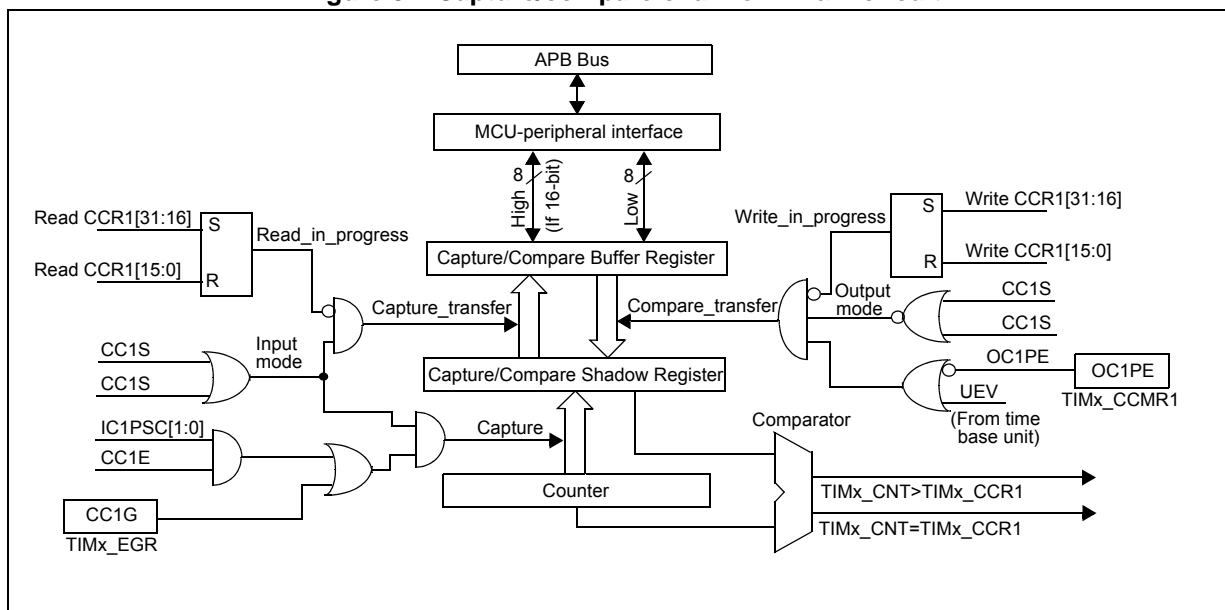 APB Bus
MCU-peripheral interface
8
High
(If 16-bit)
8
Low
Read CCR1[31:16]
S
Read_in_progress
Read CCR1[15:0]
R
Write_in_progress
S
Write CCR1[31:16]
R
Write CCR1[15:0]
Capture/Compare Buffer Register
Capture_transfer
Compare_transfer
Output
mode
CC1S
CC1S
Input
mode
CC1S
CC1S
Capture/Compare Shadow Register
OC1PE
OC1PE
UEV
TIMx_CCMR1
(From time
base unit)
IC1PSC[1:0]
CC1E
Capture
Comparator
Counter
CC1G
TIMx_EGR
TIMx_CNT>TIMx_CCR1
TIMx_CNT=TIMx_CCR1